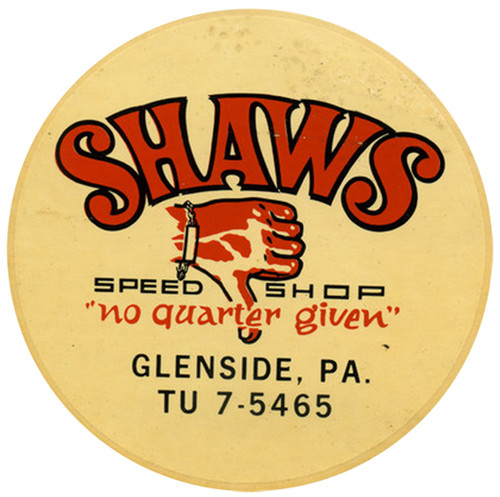 SHAWS
SPEED SHOP
"no quarter given"
GLENSIDE, PA.
TU 7-5465